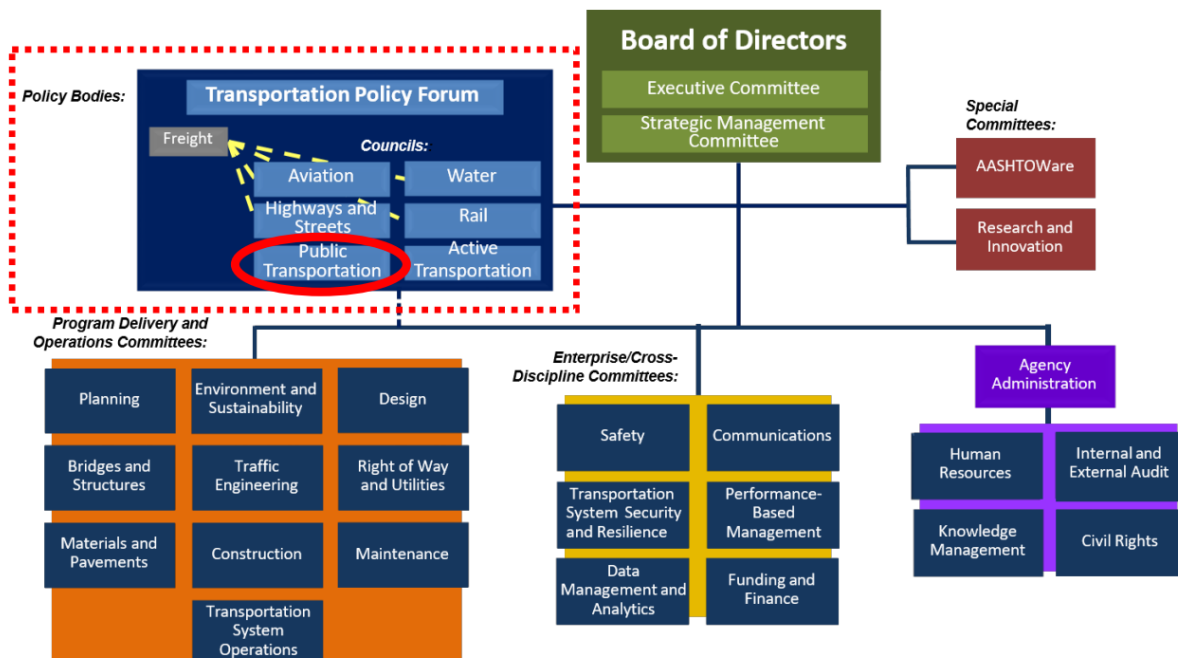 Board of Directors
Executive Committee
Strategic Management
Committee
Policy Bodies:
Transportation Policy Forum
Freight
Councils:
Aviation
Water
Highways and
Streets
Rail
Public
Transportation
Active
Transportation
Special
Committees:
AASHTOWare
Research and
Innovation
Program Delivery and
Operations Committees:
Planning
Environment and
Sustainability
Design
Bridges and
Structures
Traffic
Engineering
Right of Way
and Utilities
Materials and
Pavements
Construction
Maintenance
Transportation
System
Operations
Enterprise/Cross-
Discipline Committees:
Safety
Communications
Transportation
System Security
and Resilience
Performance-
Based
Management
Data
Management and
Analytics
Funding and
Finance
Agency
Administration
Human
Resources
Internal and
External Audit
Knowledge
Management
Civil Rights